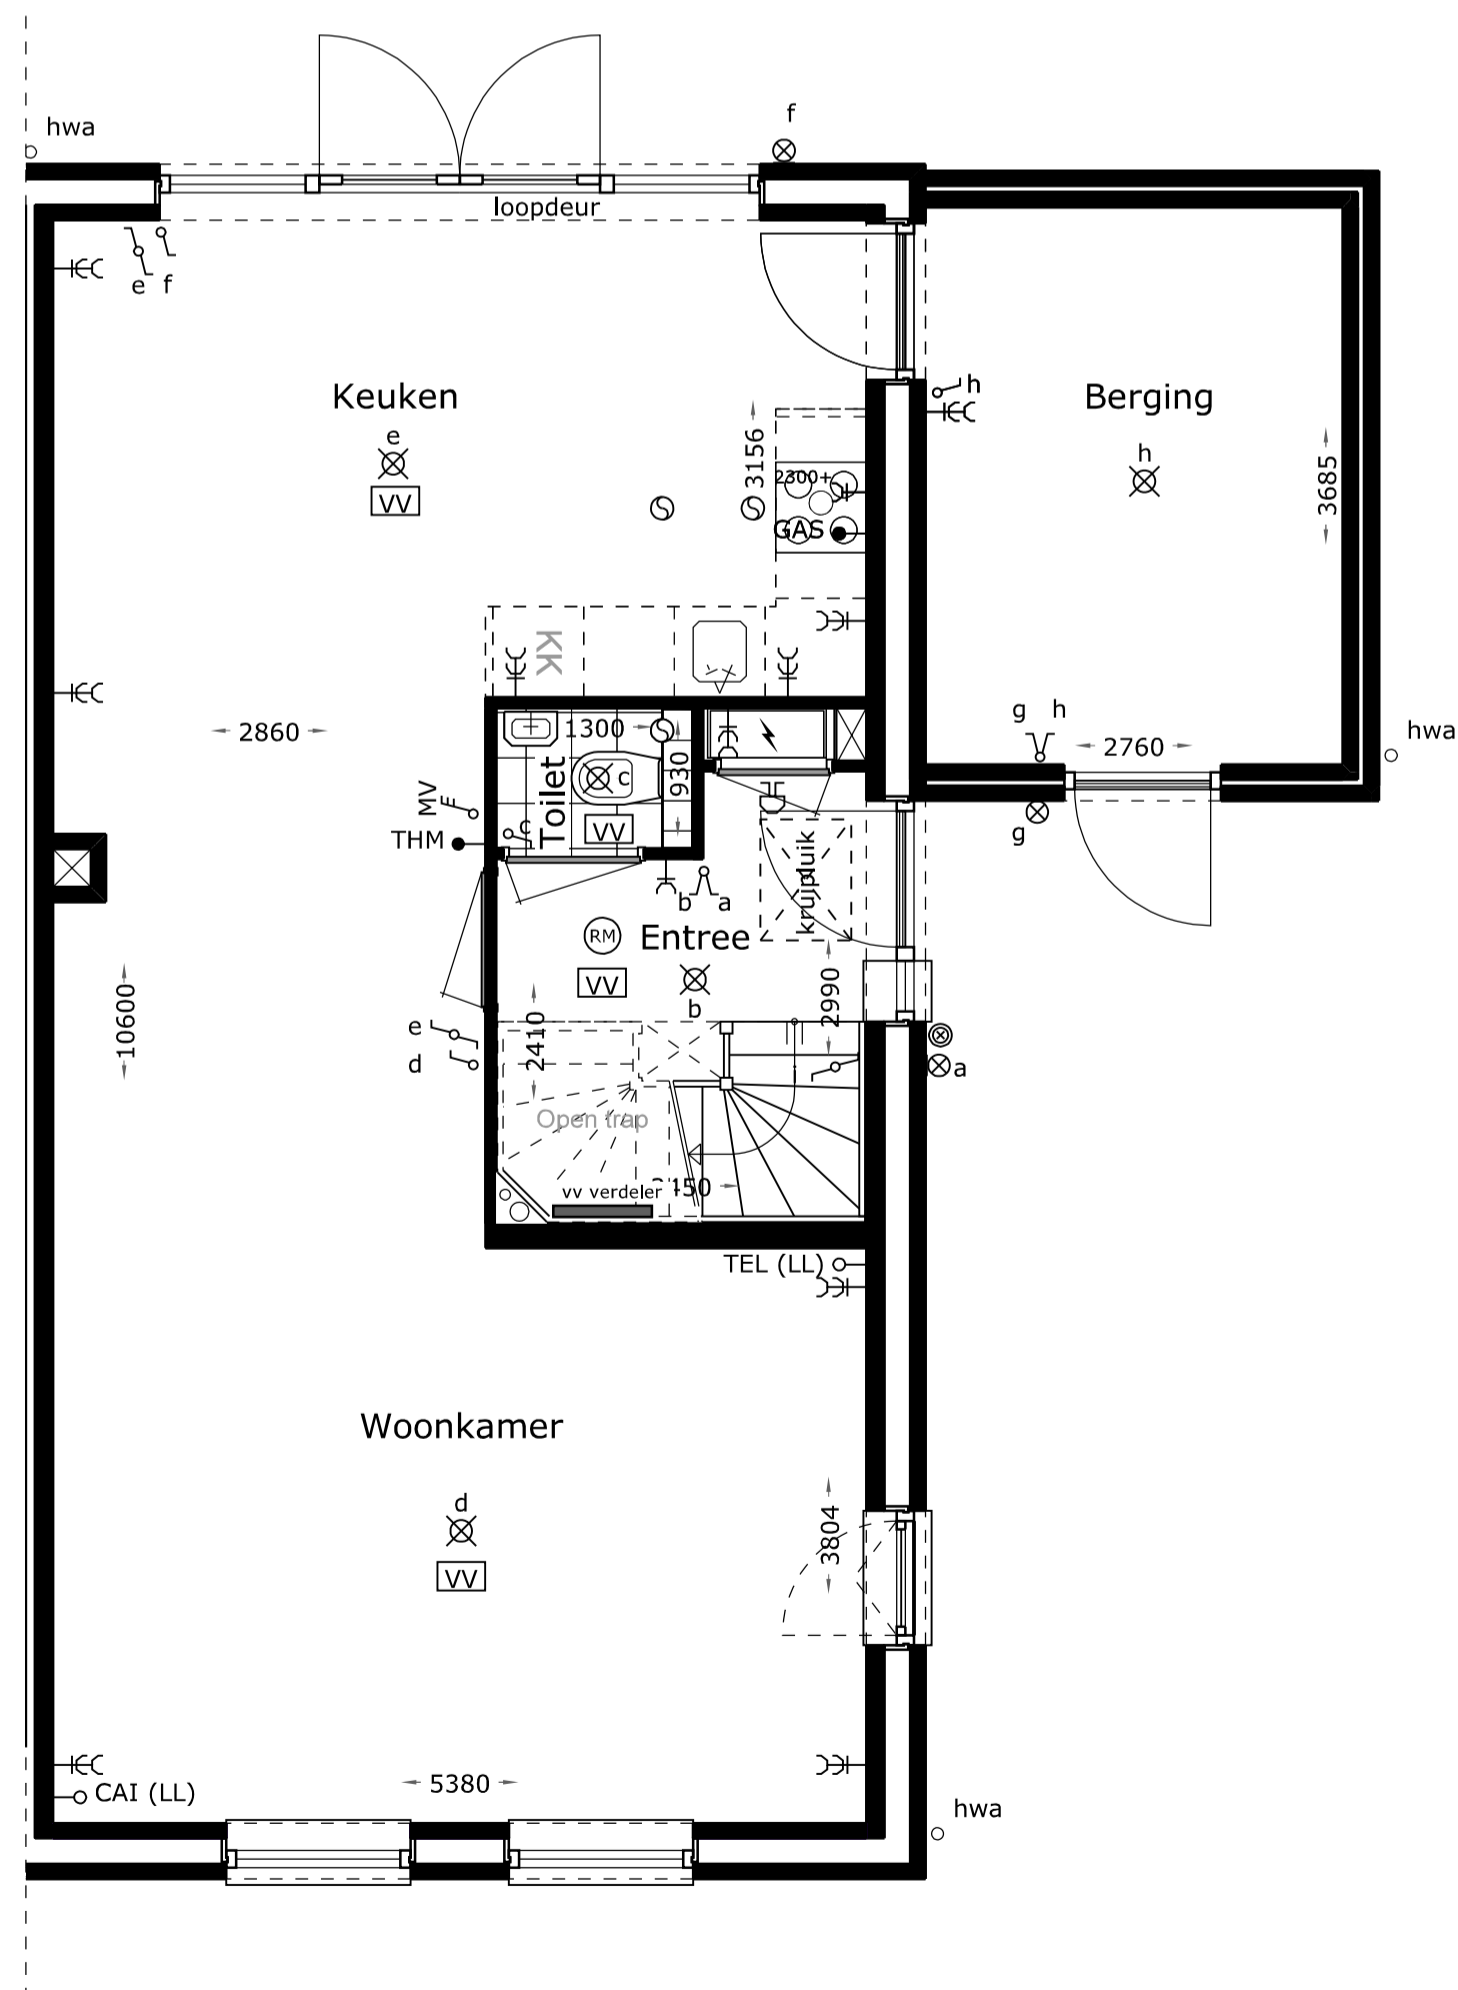 hwa
f
loopdeur
e f
Keuken
e
VV
3156
2300+
GAS
h
Berging
h
3685
KK
2860
1300
930
Toilet
c
c
VV
MV
THM
g h
2760
hwa
g
kruipluik
b a
RM
Entree
VV
b
2990
2410
e
d
a
Open trap
vv verdeler
TEL (LL)
Woonkamer
d
VV
3804
10600
5380
CAI (LL)
hwa